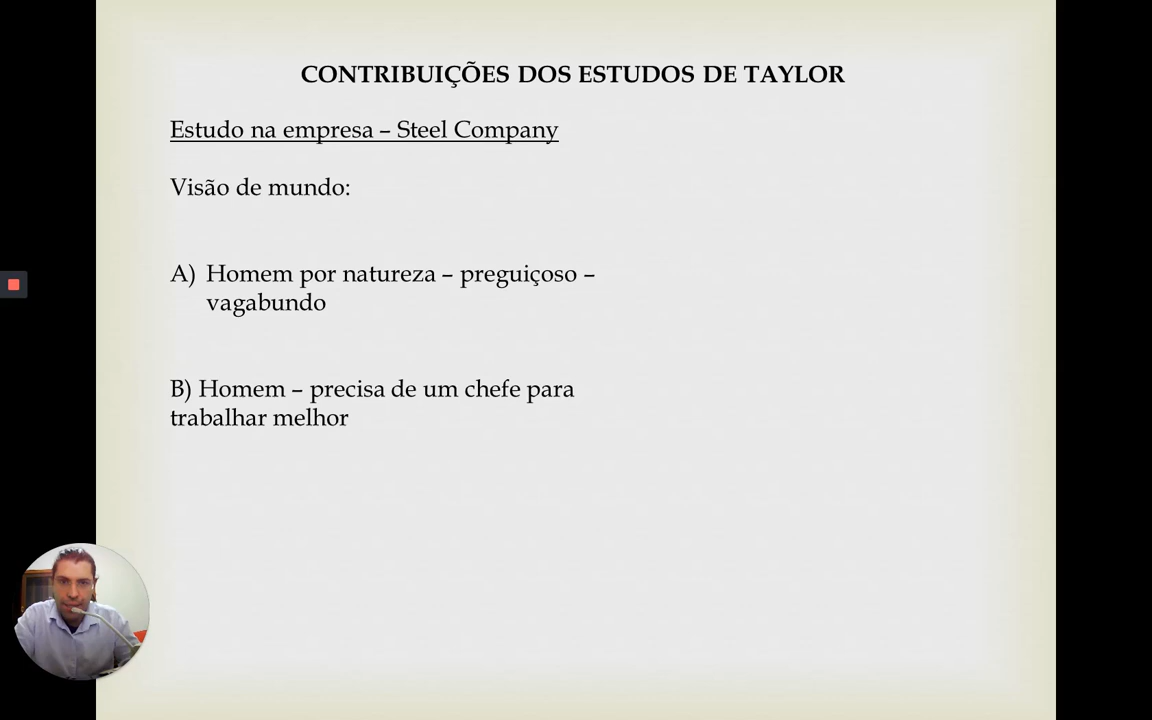 CONTRIBUIÇÕES DOS ESTUDOS DE TAYLOR
Estudo na empresa – Steel Company
Visão de mundo:
A) Homem por natureza – preguiçoso –
vagabundo
B) Homem – precisa de um chefe para
trabalhar melhor